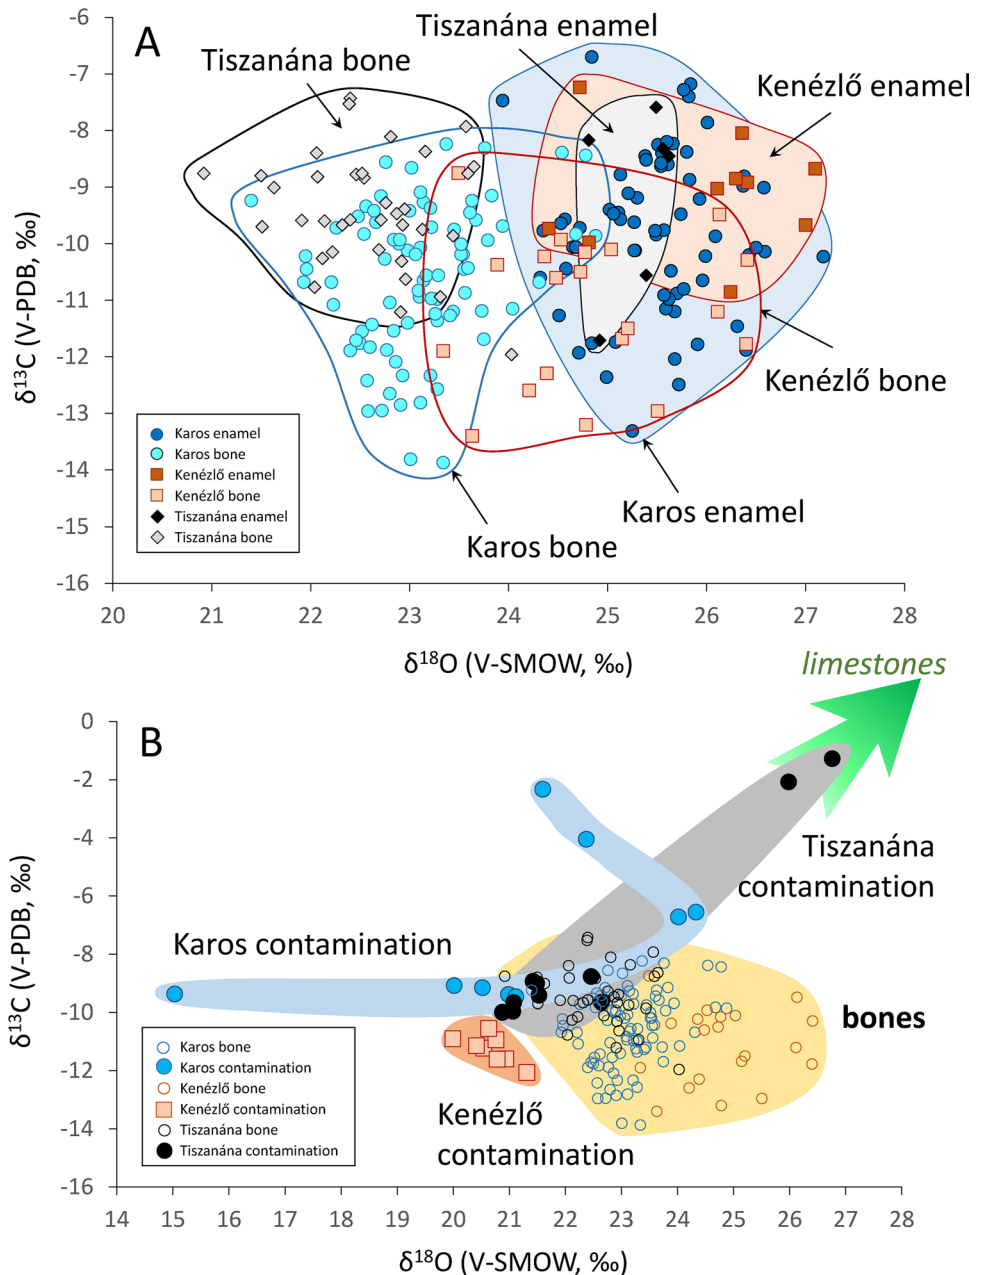 -6
A
Tiszanána enamel
Tiszanána bone
-7
Kenézlő enamel
-8
-9
-10
-11
-12
-13
-14
-15
-16
δ¹³C (V-PDB, ‰)
Kenézlő bone
Karos enamel
Karos bone
Karos enamel
Karos bone
Kenézlő enamel
Kenézlő bone
Tiszanána enamel
Tiszanána bone
20 21 22 23 24 25 26 27 28
δ¹⁸O (V-SMOW, ‰)
limestones
B
0
-2
-4
-6
-8
-10
-12
-14
-16
δ¹³C (V-PDB, ‰)
Tiszanána
contamination
Karos contamination
bones
Kenézlő
contamination
Karos bone
Karos contamination
Kenézlő bone
Kenézlő contamination
Tiszanána bone
Tiszanána contamination
14 15 16 17 18 19 20 21 22 23 24 25 26 27 28
δ¹⁸O (V-SMOW, ‰)